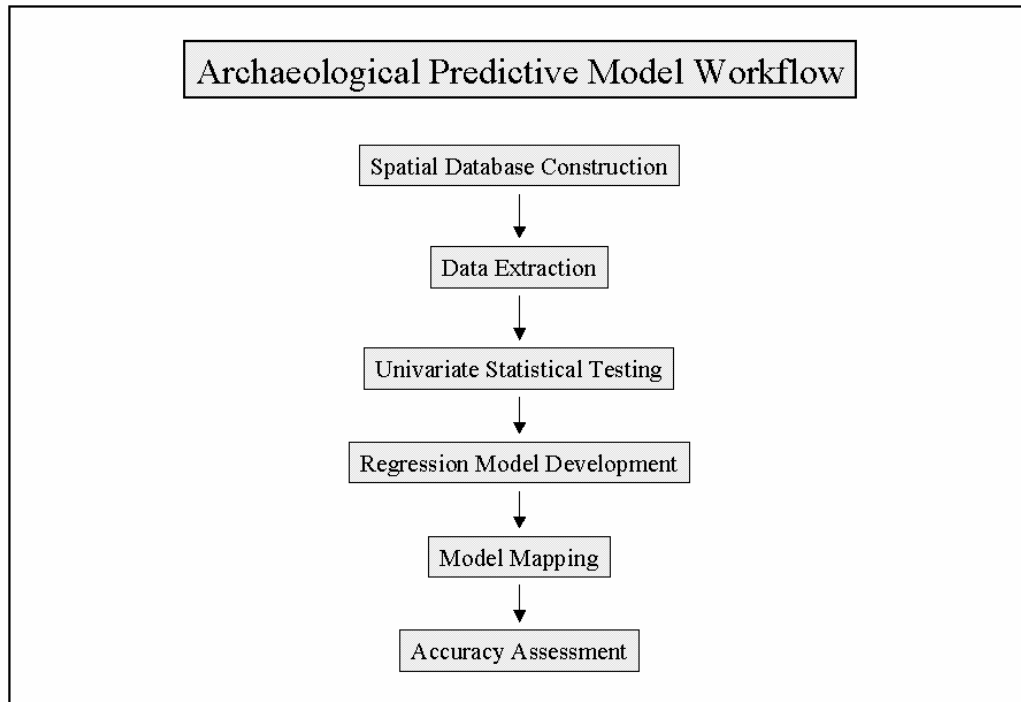 Archaeological Predictive Model Workflow
Spatial Database Construction
Data Extraction
Univariate Statistical Testing
Regression Model Development
Model Mapping
Accuracy Assessment